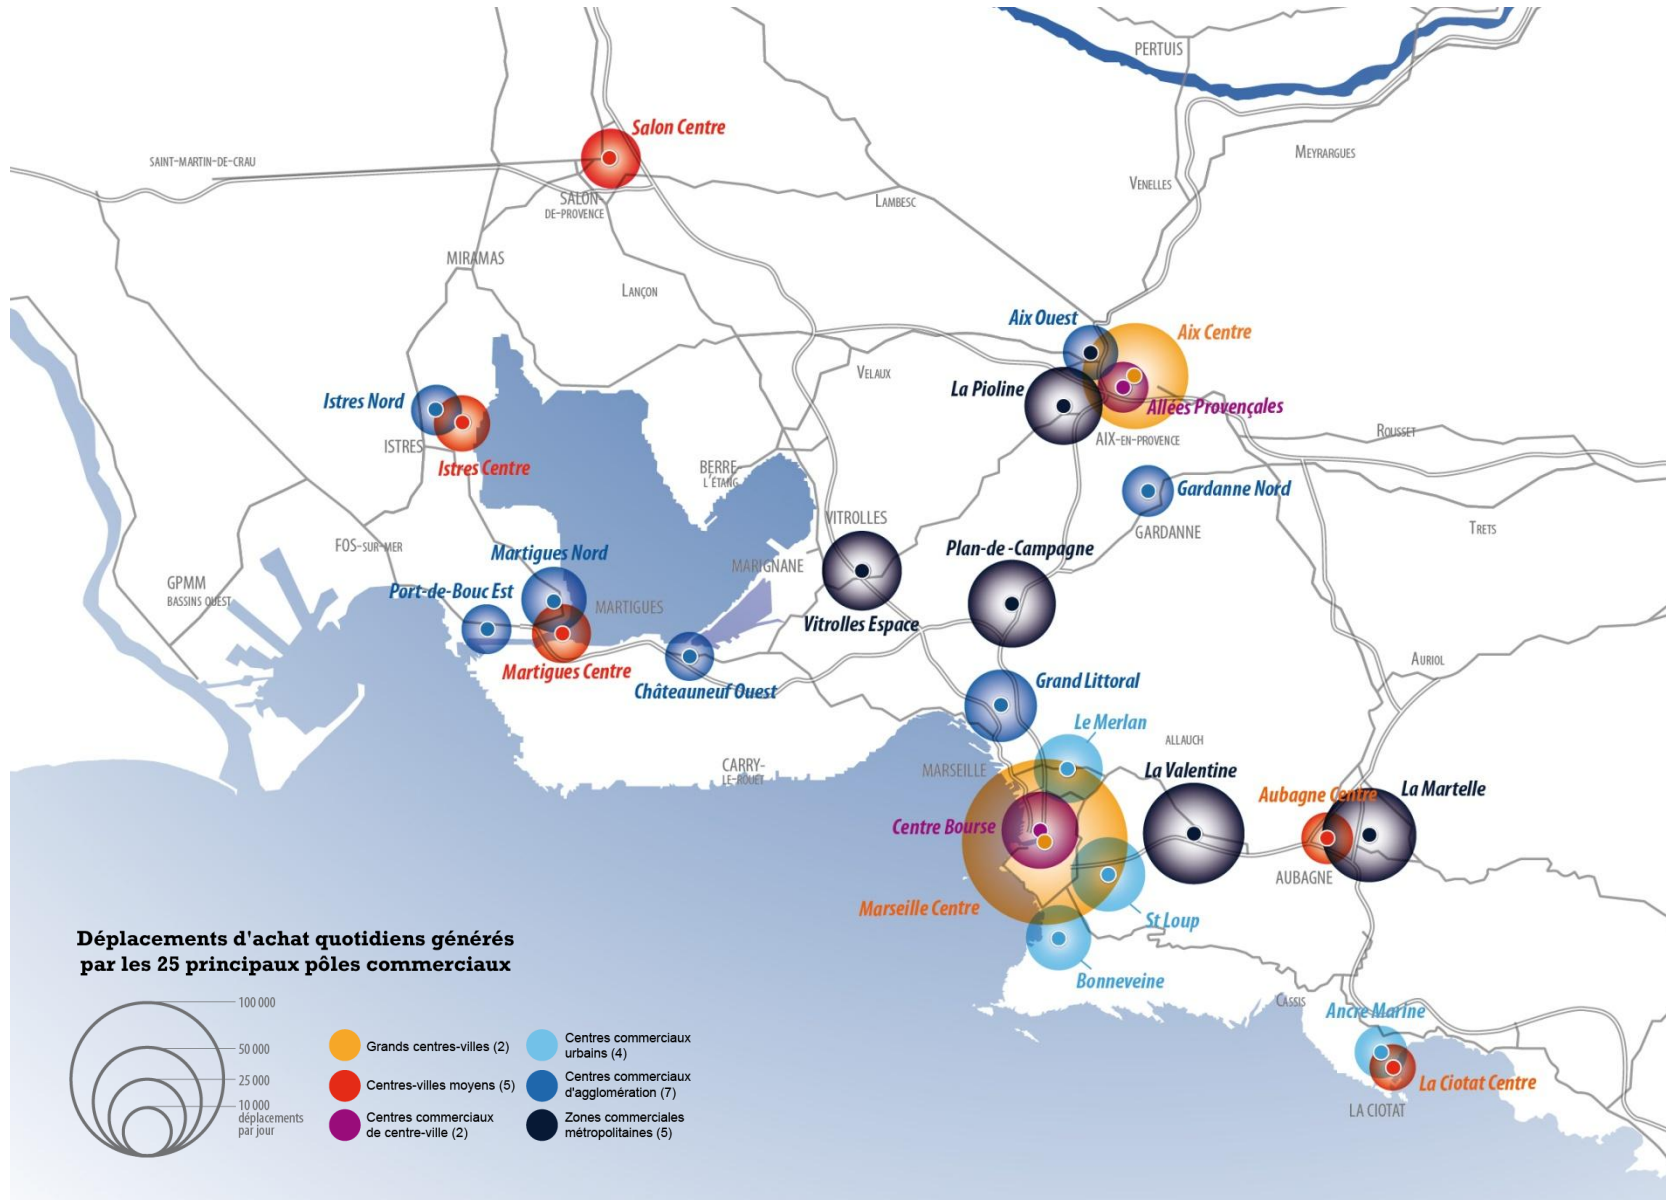 PERTUIS
Salon Centre
SAINT-MARTIN-DE-CRAU
MEYRARGUES
VENELLES
SALON-
DE-PROVENCE
LAMBESC
MIRAMAS
LANÇON
Aix Ouest
Aix Centre
VELAUX
La Pioline
Istres Nord
Allées Provençales
ISTRES
AIX-EN-PROVENCE
ROUSSET
Istres Centre
BERRE-
L'ÉTANG
Gardanne Nord
VITROLLES
TRETS
GARDANNE
FOS-SUR-MER
Martigues Nord
Plan-de -Campagne
MARIGNANE
GPMM
BASSINS OUEST
Port-de-Bouc Est
MARTIGUES
Vitrolles Espace
AURIOL
Martigues Centre
Châteauneuf Ouest
Grand Littoral
Le Merlan
ALLAUCH
CARRY-
LE-ROUET
MARSEILLE
La Valentine
Aubagne Centre
La Martelle
Centre Bourse
AUBAGNE
Marseille Centre
St Loup
Bonneveine
CASSIS
Ancre Marine
La Ciotat Centre
LA CIOTAT
Déplacements d'achat quotidiens générés
par les 25 principaux pôles commerciaux
100 000
50 000
25 000
10 000
déplacements
par jour
Grands centres-villes (2)
Centres-villes moyens (5)
Centres commerciaux
de centre-ville (2)
Centres commerciaux
urbains (4)
Centres commerciaux
d'agglomération (7)
Zones commerciales
métropolitaines (5)